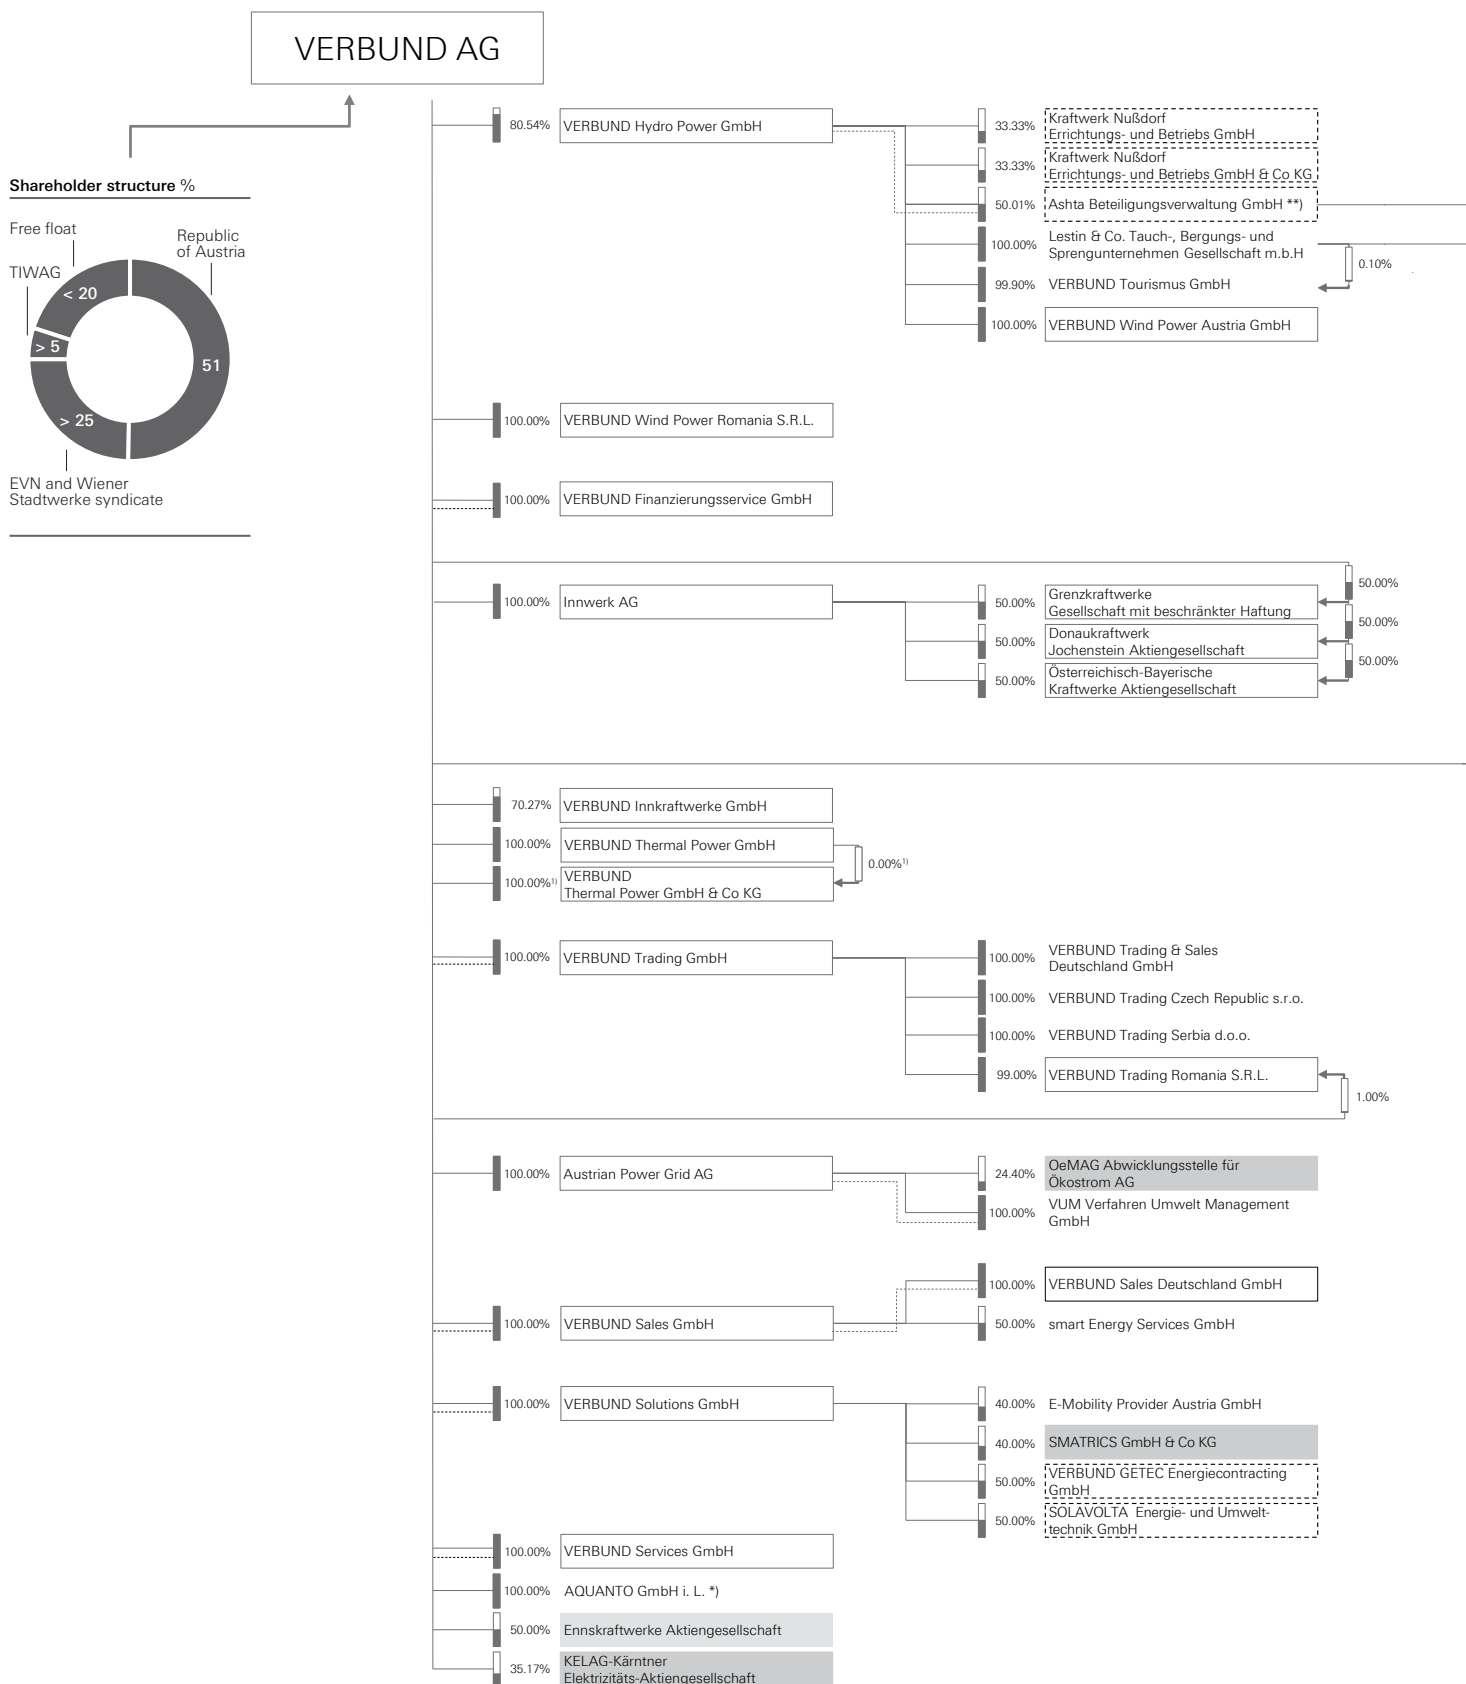 VERBUND AG
Shareholder structure %
Free float
Republic
of Austria
TIWAG
< 20
> 5
51
> 25
EVN and Wiener
Stadtwerke syndicate
80.54% VERBUND Hydro Power GmbH
33.33% Kraftwerk Nußdorf
Errichtungs- und Betriebs GmbH
33.33% Kraftwerk Nußdorf
Errichtungs- und Betriebs GmbH & Co KG
50.01% Ashta Beteiligungsverwaltung GmbH **)
100.00% Lestin & Co. Tauch-, Bergungs- und
Sprengunternehmen Gesellschaft m.b.H
0.10%
99.90% VERBUND Tourismus GmbH
100.00% VERBUND Wind Power Austria GmbH
100.00% VERBUND Wind Power Romania S.R.L.
100.00% VERBUND Finanzierungsservice GmbH
100.00% Innwerk AG
50.00%
50.00% Grenzkraftwerke
Gesellschaft mit beschränkter Haftung
50.00%
50.00% Donaukraftwerk
Jochenstein Aktiengesellschaft
50.00%
50.00% Österreichisch-Bayerische
Kraftwerke Aktiengesellschaft
70.27% VERBUND Innkraftwerke GmbH
100.00% VERBUND Thermal Power GmbH
0.00%1)
100.00%1) VERBUND
Thermal Power GmbH & Co KG
100.00% VERBUND Trading GmbH
100.00% VERBUND Trading & Sales
Deutschland GmbH
100.00% VERBUND Trading Czech Republic s.r.o.
100.00% VERBUND Trading Serbia d.o.o.
99.00% VERBUND Trading Romania S.R.L.
1.00%
100.00% Austrian Power Grid AG
24.40% OeMAG Abwicklungsstelle für
Ökostrom AG
100.00% VUM Verfahren Umwelt Management
GmbH
100.00% VERBUND Sales Deutschland GmbH
100.00% VERBUND Sales GmbH
50.00% smart Energy Services GmbH
100.00% VERBUND Solutions GmbH
40.00% E-Mobility Provider Austria GmbH
40.00% SMATRICS GmbH & Co KG
50.00% VERBUND GETEC Energiecontracting
GmbH
50.00% SOLAVOLTA Energie- und Umwelt-
technik GmbH
100.00% VERBUND Services GmbH
100.00% AQUANTO GmbH i. L. *)
50.00% Ennskraftwerke Aktiengesellschaft
35.17% KELAG-Kärntner
Elektrizitäts-Aktiengesellschaft